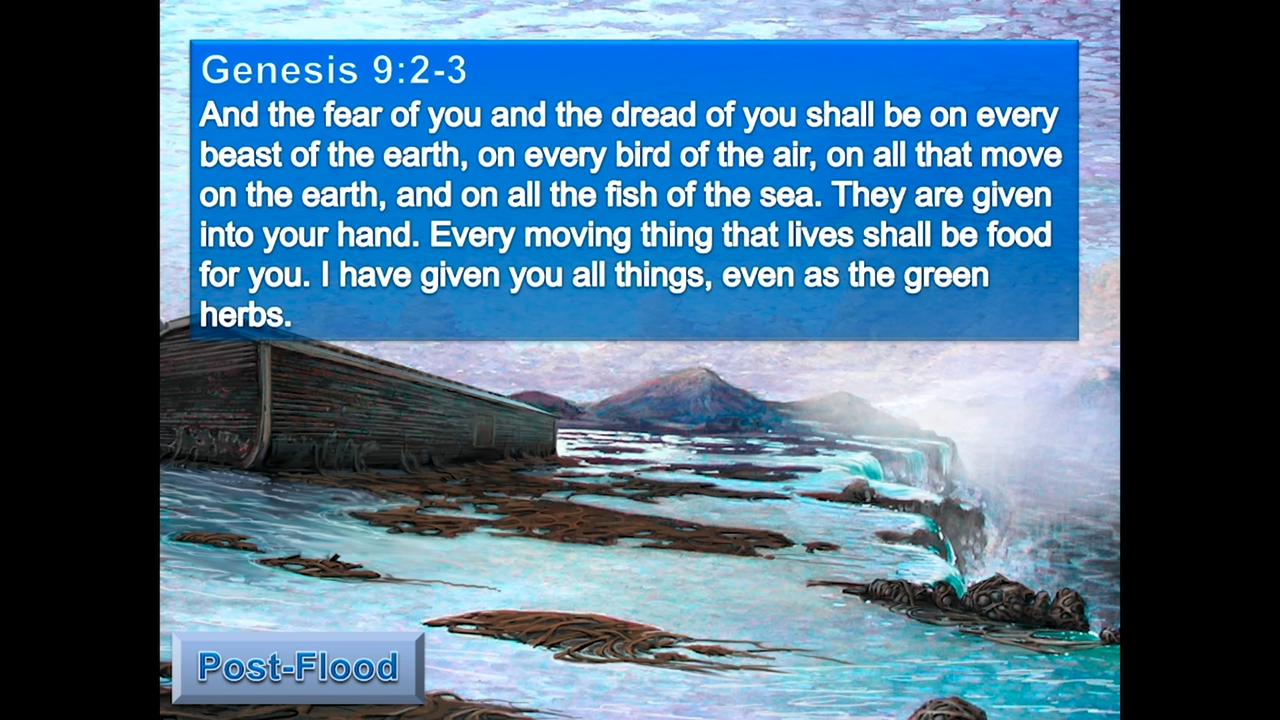 Genesis 9:2-3
And the fear of you and the dread of you shall be on every
beast of the earth, on every bird of the air, on all that move
on the earth, and on all the fish of the sea. They are given
into your hand. Every moving thing that lives shall be food
for you. I have given you all things, even as the green
herbs.
Post-Flood